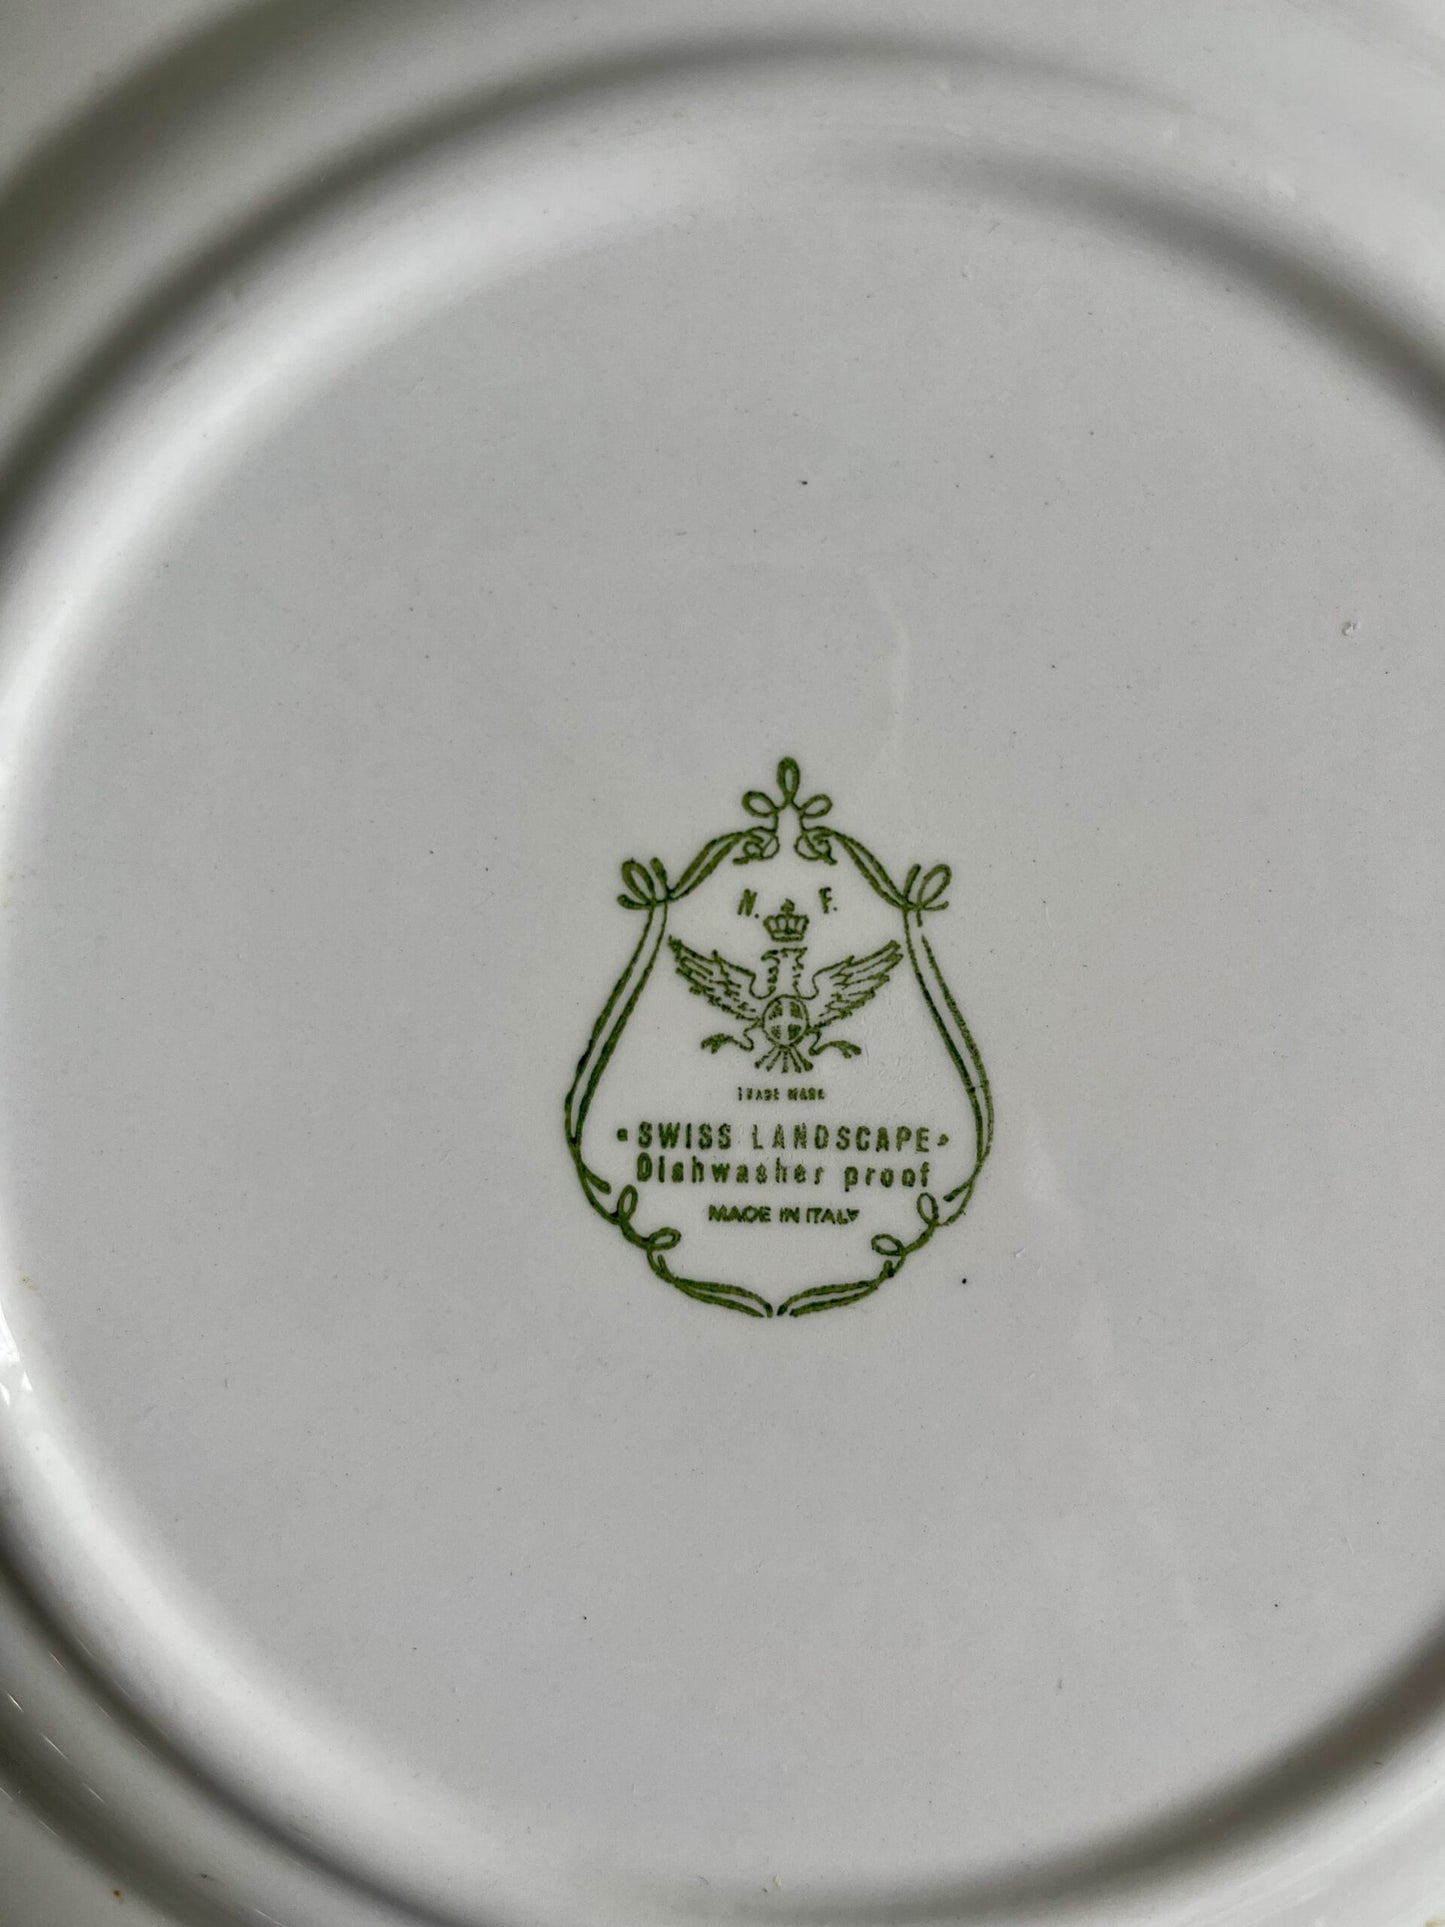 N. F.
TRADE MARK
«SWISS LANDSCAPE»
Dishwasher proof
MADE IN ITALY